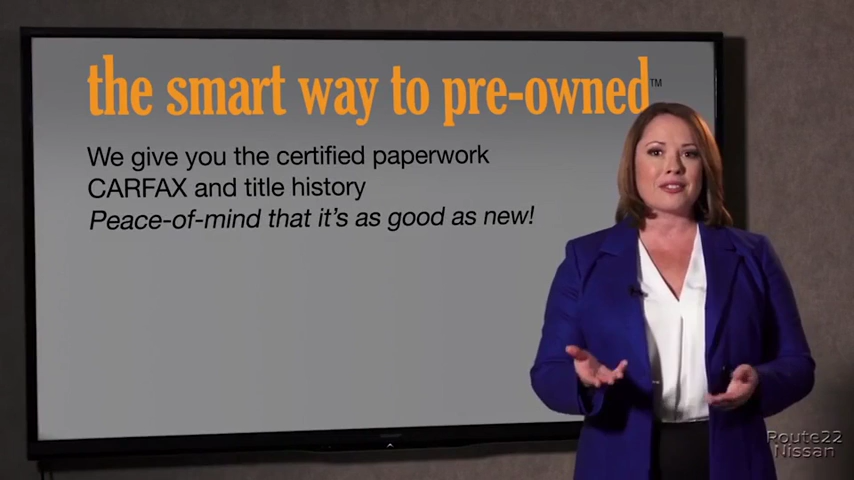 the smart way to pre-owned™
We give you the certified paperwork
CARFAX and title history
Peace-of-mind that it's as good as new!
Route22
Nissan